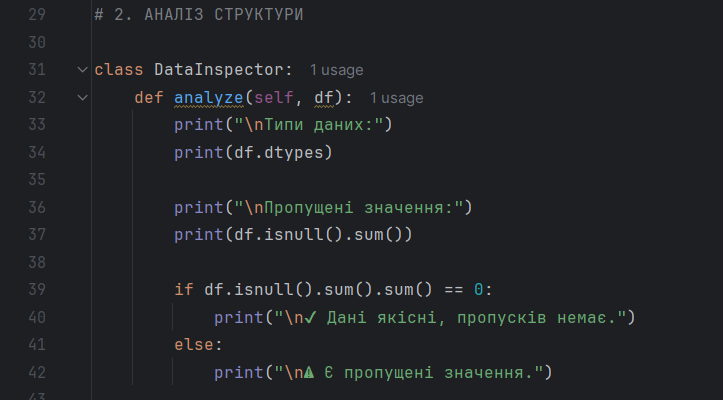 29 # 2. АНАЛІЗ СТРУКТУРИ
30
31 class DataInspector: 1 usage
32     def analyze(self, df): 1 usage
33         print("\nТипи даних:")
34         print(df.dtypes)
35
36         print("\nПропущені значення:")
37         print(df.isnull().sum())
38
39         if df.isnull().sum().sum() == 0:
40             print("\n✓ Дані якісні, пропусків немає.")
41         else:
42             print("\n⚠ Є пропущені значення.")
43